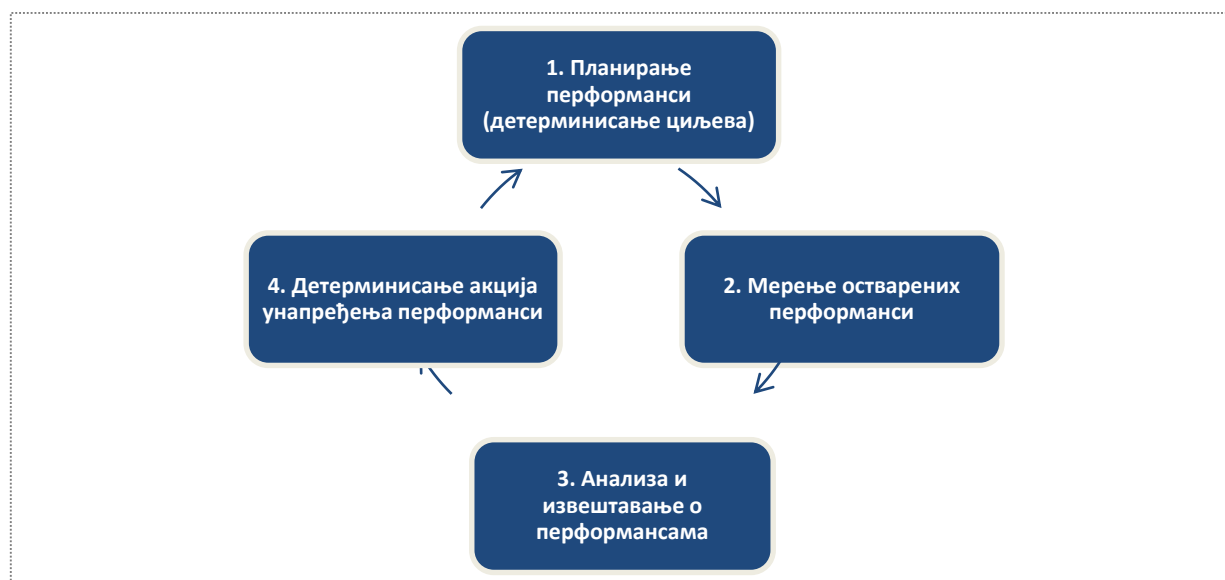 1. Планирање
перформанси
(детерминисање циљева)
4. Детерминисање акција
унапређења перформанси
2. Мерење остварених
перформанси
3. Анализа и
извештавање о
перформансама